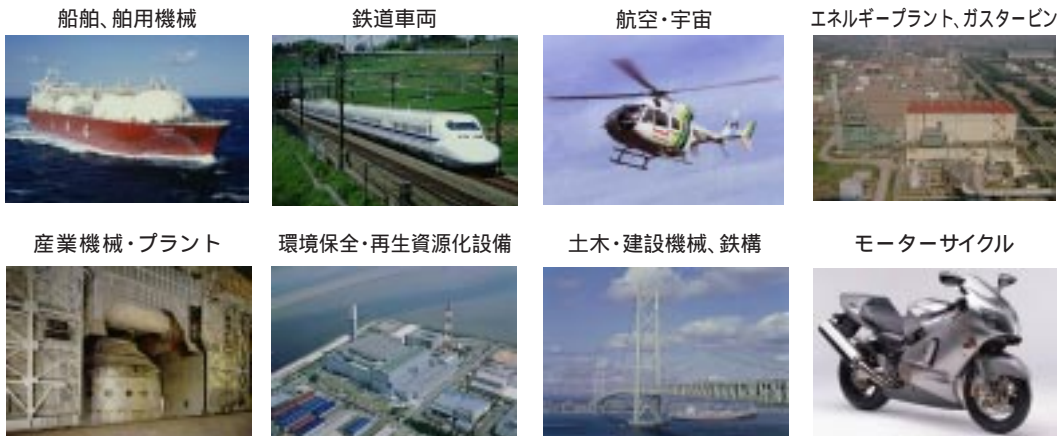 船舶、舶用機械
鉄道車両
航空・宇宙
エネルギープラント、ガスタービン
産業機械・プラント
環境保全・再生資源化設備
土木・建設機械、鉄構
モーターサイクル